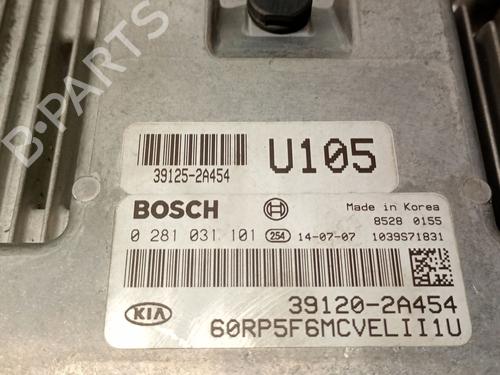 B-PARTS
39125-2A454
U105
BOSCH
Made in Korea
8528 0155
0 281 031 101 254 14-07-07 1039S71831
KIA
39120-2A454
60RP5F6MCVELII1U